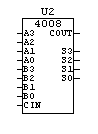 U2
4008
A3 COUT
A2
A1 S3
A0 S2
B3 S1
B2 S0
B1
B0
CIN